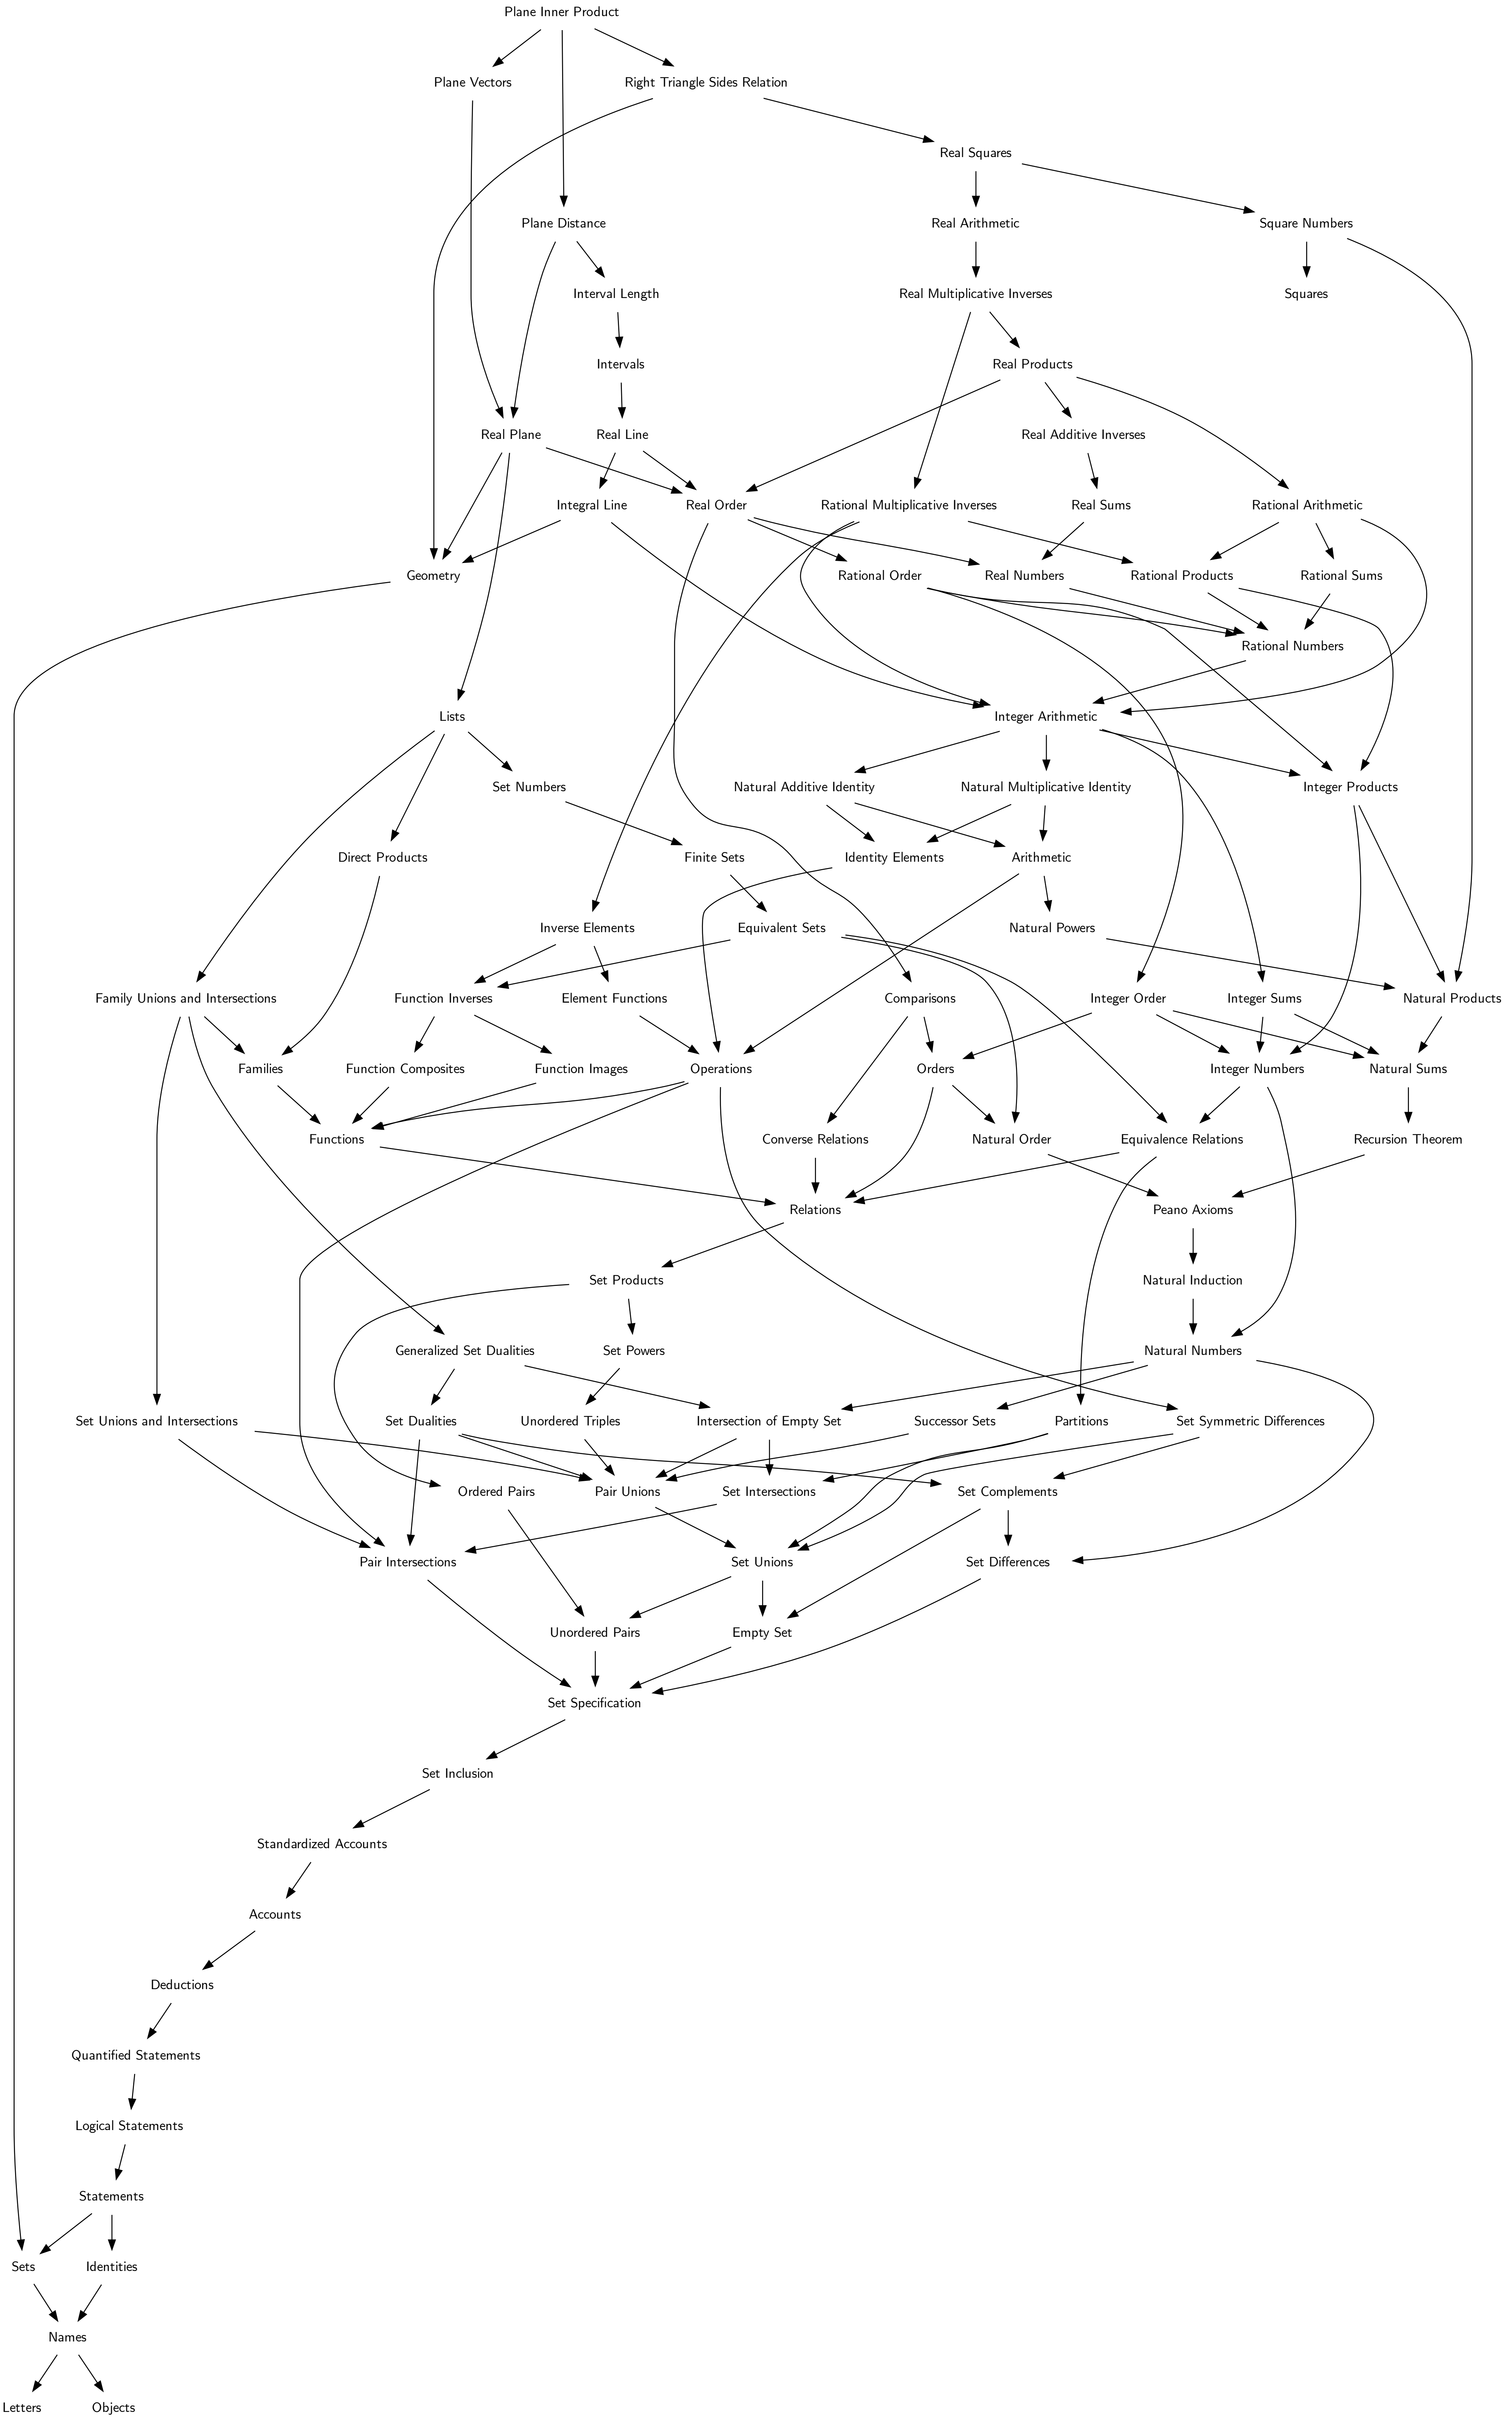 Plane Inner Product
Plane Vectors
Right Triangle Sides Relation
Real Squares
Plane Distance
Real Arithmetic
Square Numbers
Interval Length
Real Multiplicative Inverses
Squares
Intervals
Real Products
Real Plane
Real Line
Real Additive Inverses
Integral Line
Real Order
Rational Multiplicative Inverses
Real Sums
Rational Arithmetic
Geometry
Rational Order
Real Numbers
Rational Products
Rational Sums
Rational Numbers
Lists
Integer Arithmetic
Set Numbers
Natural Additive Identity
Natural Multiplicative Identity
Integer Products
Direct Products
Finite Sets
Identity Elements
Arithmetic
Inverse Elements
Equivalent Sets
Natural Powers
Family Unions and Intersections
Function Inverses
Element Functions
Comparisons
Integer Order
Integer Sums
Natural Products
Families
Function Composites
Function Images
Operations
Orders
Integer Numbers
Natural Sums
Functions
Converse Relations
Natural Order
Equivalence Relations
Recursion Theorem
Relations
Peano Axioms
Set Products
Natural Induction
Generalized Set Dualities
Set Powers
Natural Numbers
Set Unions and Intersections
Set Dualities
Unordered Triples
Intersection of Empty Set
Successor Sets
Partitions
Set Symmetric Differences
Ordered Pairs
Pair Unions
Set Intersections
Set Complements
Pair Intersections
Set Unions
Set Differences
Unordered Pairs
Empty Set
Set Specification
Set Inclusion
Standardized Accounts
Accounts
Deductions
Quantified Statements
Logical Statements
Statements
Sets
Identities
Names
Letters
Objects